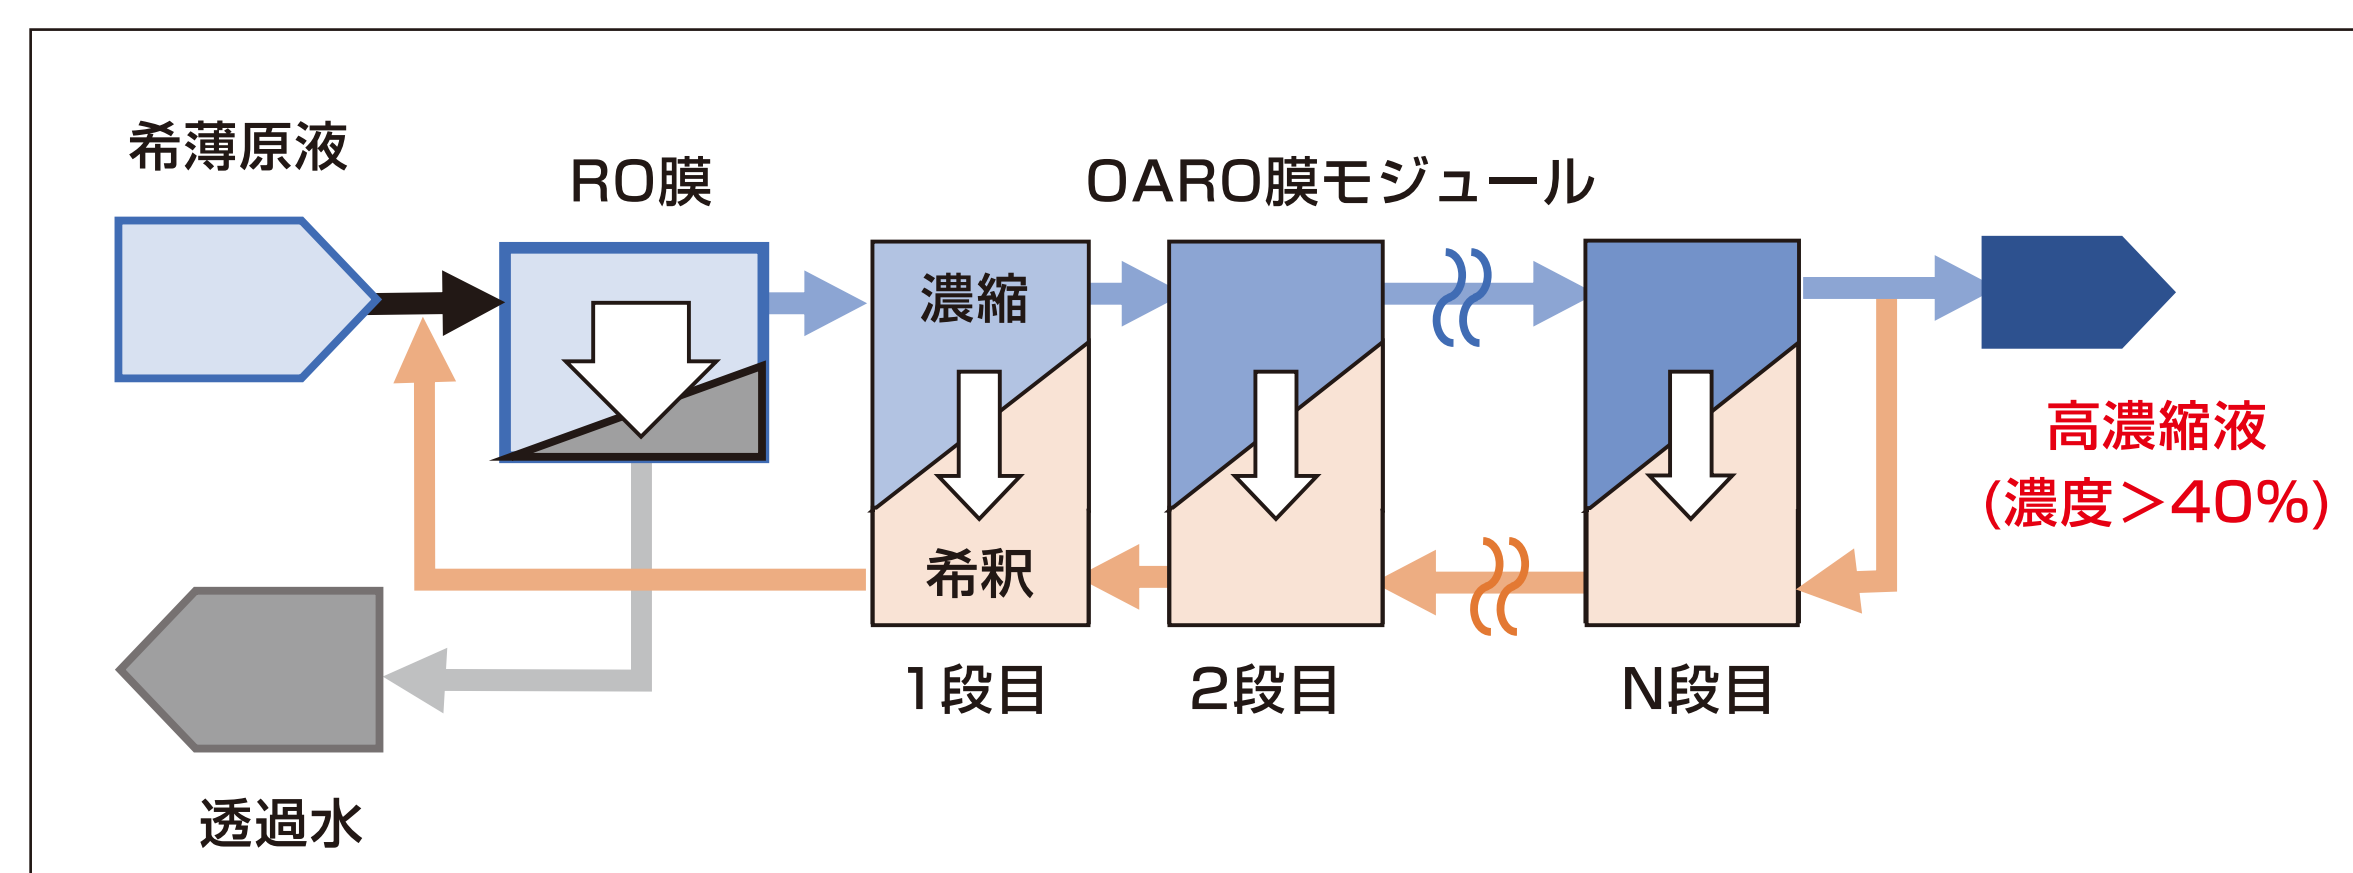 希薄原液
RO膜
OARO膜モジュール
濃縮
希釈
高濃縮液
(濃度>40%)
1段目
2段目
N段目
透過水